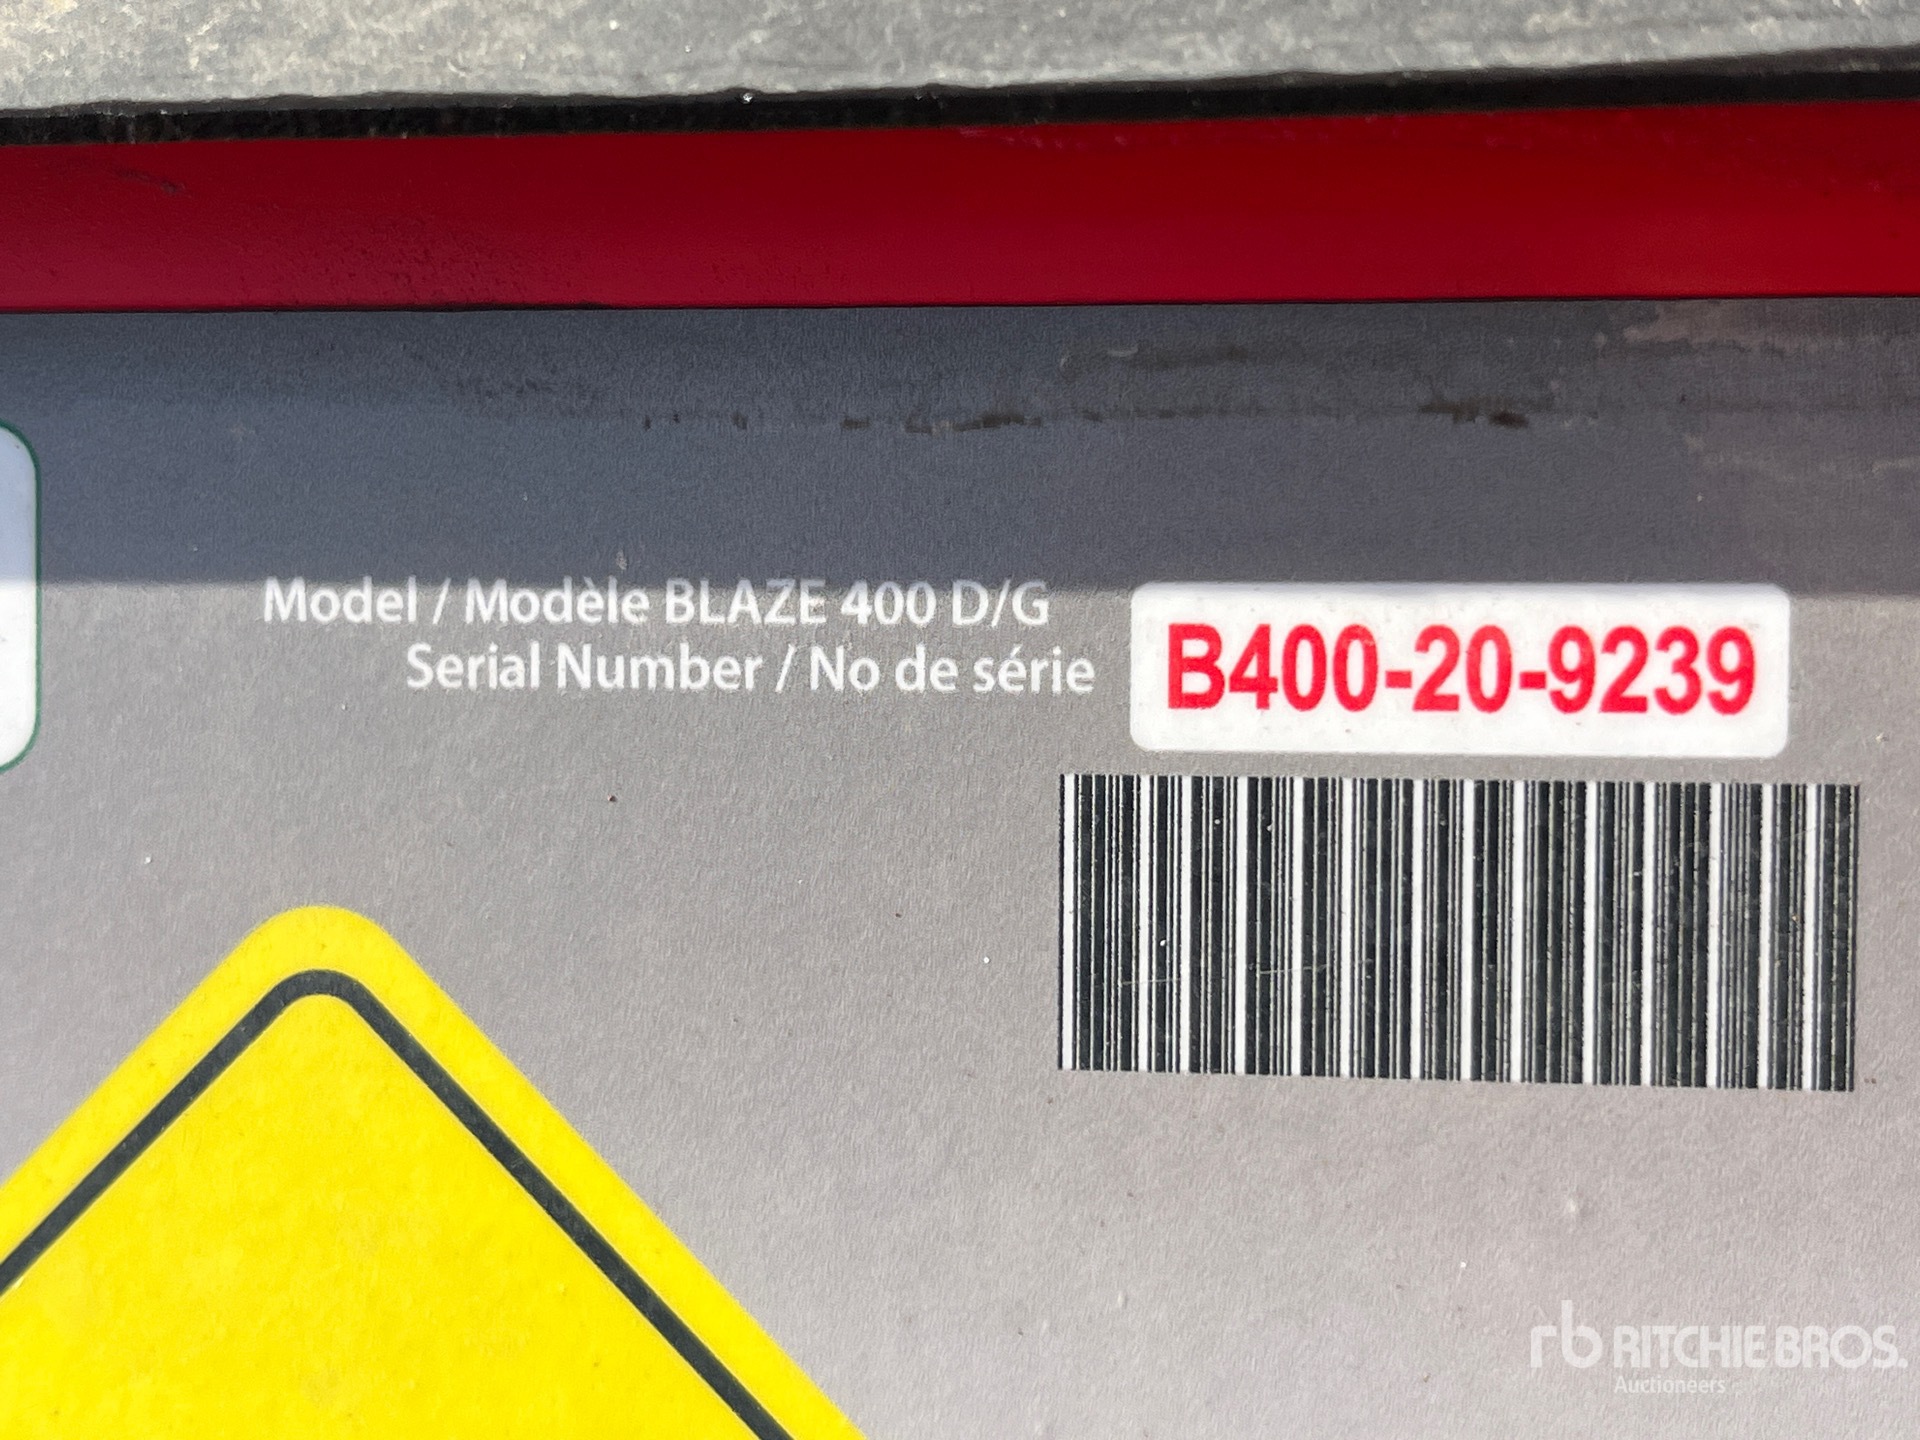 Model / Modèle BLAZE 400 D/G
Serial Number / No de série B400-20-9239
rb RITCHIE BROS.
Auctioneers